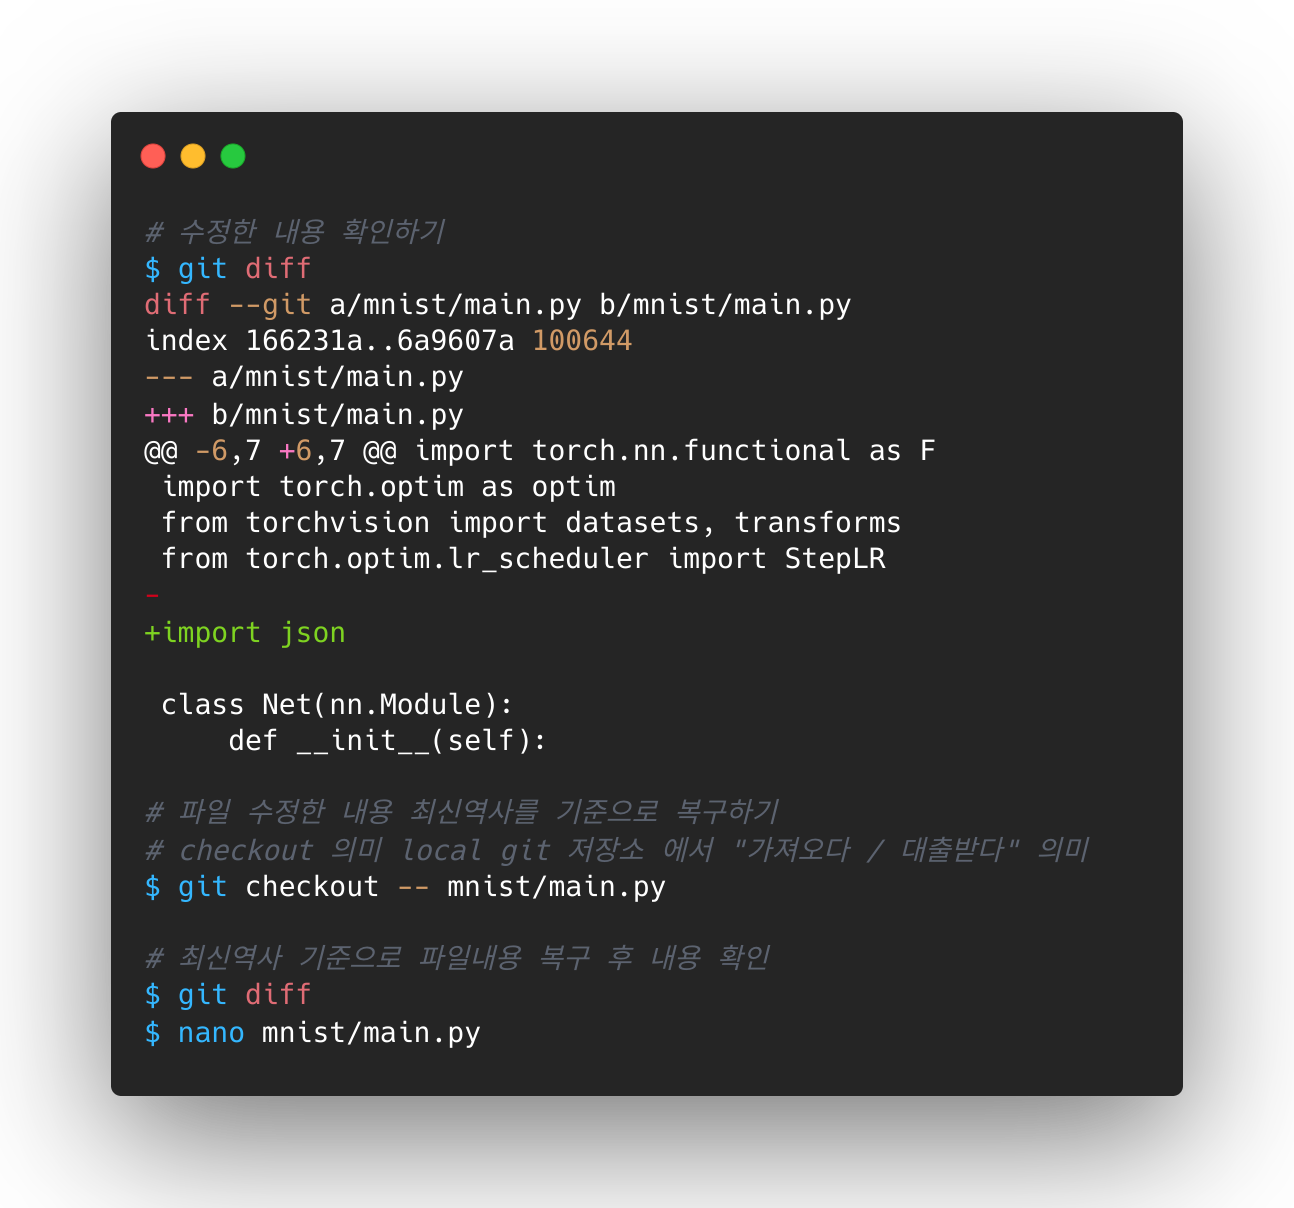 # 수정한 내용 확인하기
$ git diff
diff --git a/mnist/main.py b/mnist/main.py
index 166231a..6a9607a 100644
--- a/mnist/main.py
+++ b/mnist/main.py
@@ -6,7 +6,7 @@ import torch.nn.functional as F
 import torch.optim as optim
 from torchvision import datasets, transforms
 from torch.optim.lr_scheduler import StepLR
-
+import json

 class Net(nn.Module):
     def __init__(self):

# 파일 수정한 내용 최신역사를 기준으로 복구하기
# checkout 의미 local git 저장소 에서 "가져오다 / 대출받다" 의미
$ git checkout -- mnist/main.py

# 최신역사 기준으로 파일내용 복구 후 내용 확인
$ git diff
$ nano mnist/main.py